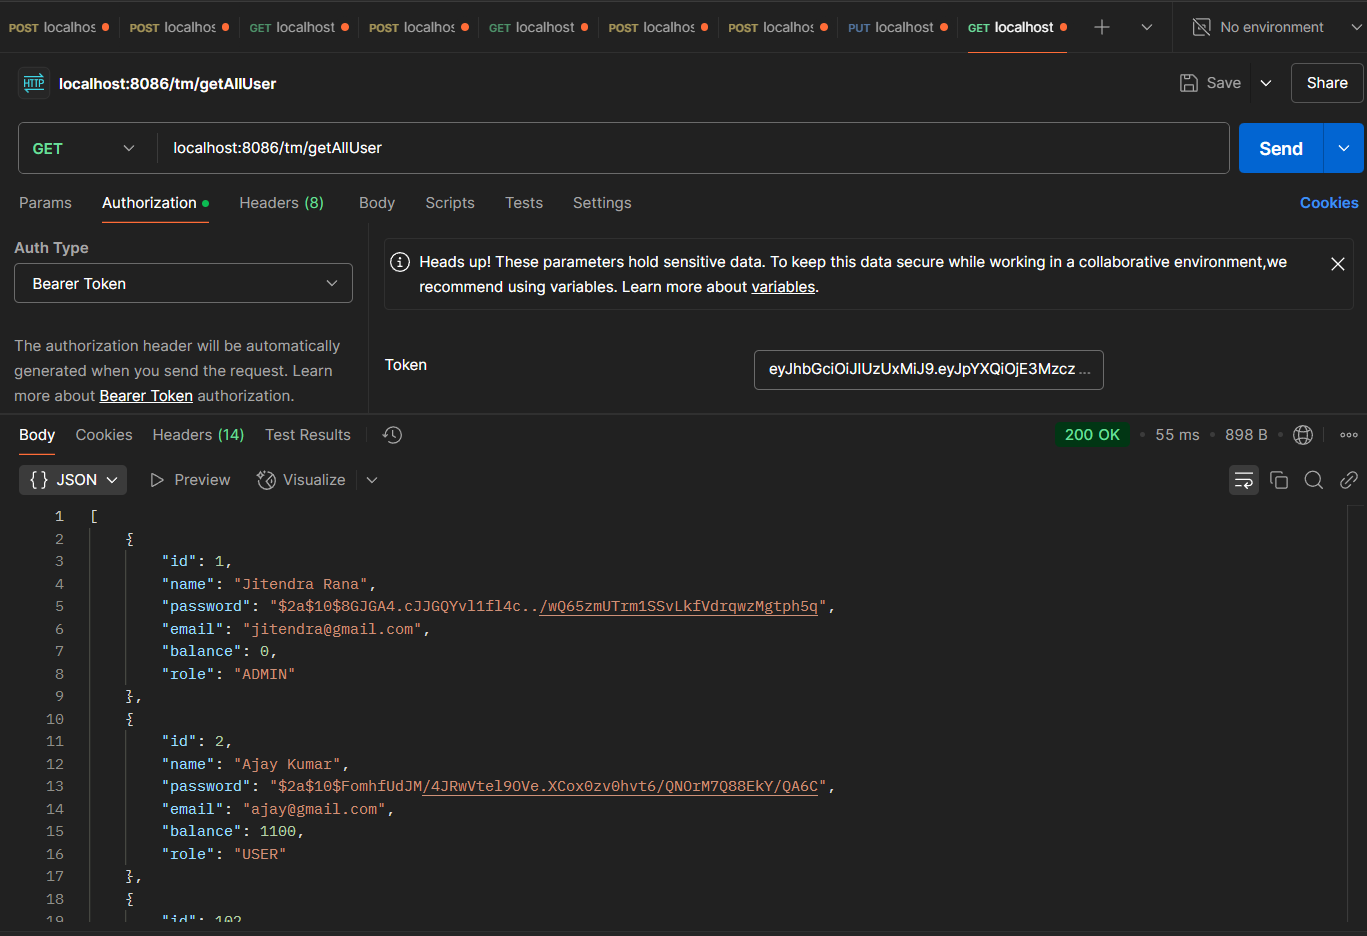 POST localhos POST localhos GET localhost POST localhos GET localhost POST localhos POST localhos PUT localhost GET localhost No environment
HTTP localhost:8086/tm/getAllUser Save Share
GET localhost:8086/tm/getAllUser Send
Params Authorization Headers (8) Body Scripts Tests Settings Cookies
Auth Type
Bearer Token
The authorization header will be automatically
generated when you send the request. Learn
more about Bearer Token authorization.
Heads up! These parameters hold sensitive data. To keep this data secure while working in a collaborative environment,we
recommend using variables. Learn more about variables.
Token eyJhbGciOiJIUzUxMiJ9.eyJpYXQiOjE3Mzcz ...
Body Cookies Headers (14) Test Results 200 OK 55 ms 898 B
{} JSON Preview Visualize
1 [
2 {
3 "id": 1,
4 "name": "Jitendra Rana",
5 "password": "$2a$10$8GJGA4.cJJGQYvl1fl4c../wQ65zmUTrm1SSvLkfVdrqwzMgtph5q",
6 "email": "jitendra@gmail.com",
7 "balance": 0,
8 "role": "ADMIN"
9 },
10 {
11 "id": 2,
12 "name": "Ajay Kumar",
13 "password": "$2a$10$FomhfUdJM/4JRwVtel9OVe.XCox0zv0hvt6/QNOrM7Q88EkY/QA6C",
14 "email": "ajay@gmail.com",
15 "balance": 1100,
16 "role": "USER"
17 },
18 {
19 "id": 102